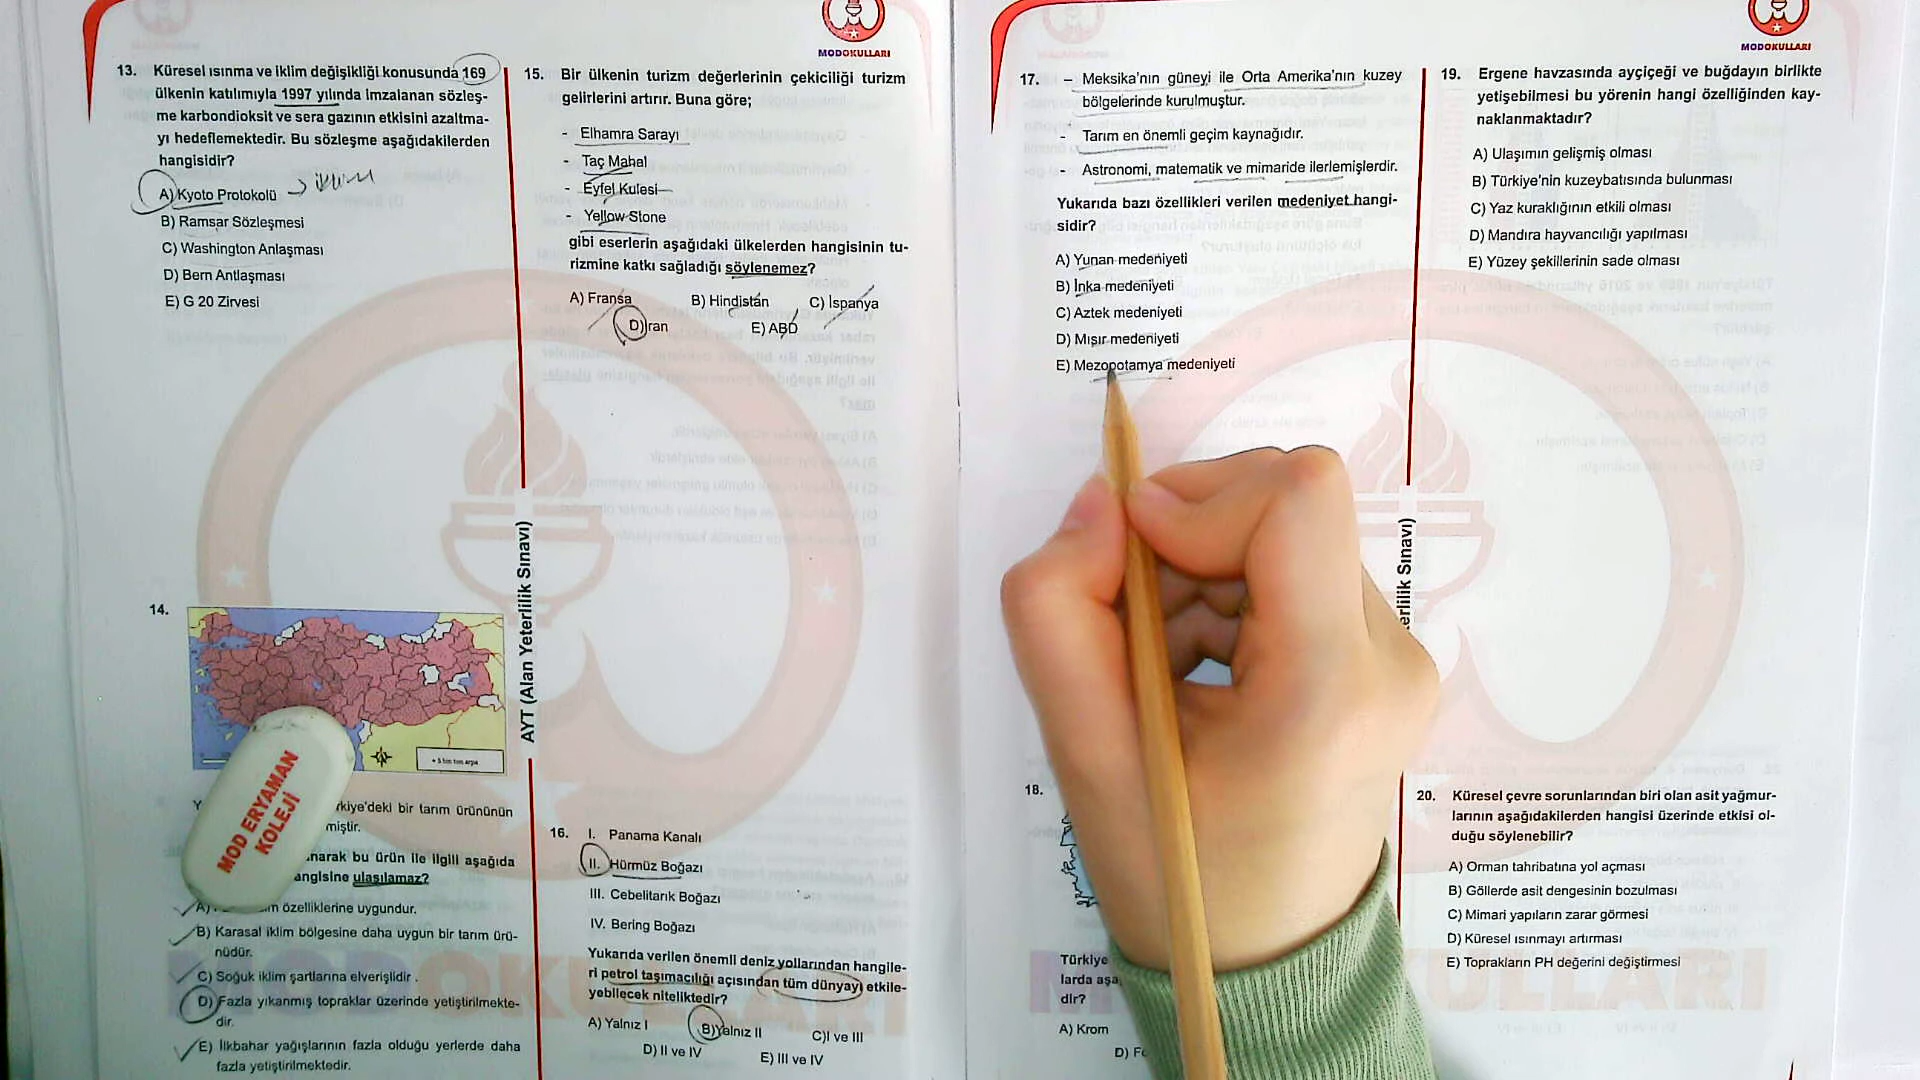 MODOKULLARI
13. Küresel ısınma ve iklim değişikliği konusunda 169
ülkenin katılımıyla 1997 yılında imzalanan sözleş-
me karbondioksit ve sera gazının etkisini azaltma-
yı hedeflemektedir. Bu sözleşme aşağıdakilerden
hangisidir?
A) Kyoto Protokolü
B) Ramsar Sözleşmesi
C) Washington Anlaşması
D) Bern Antlaşması
E) G 20 Zirvesi
14.
+ 5 bin ton arpa
MOD ERYAMAN
KOLEJİ
rkiye'deki bir tarım ürününün
miştir.
narak bu ürün ile ilgili aşağıda
angisine ulaşılamaz?
A) m özelliklerine uygundur.
B) Karasal iklim bölgesine daha uygun bir tarım ürü-
nüdür.
C) Soğuk iklim şartlarına elverişlidir .
D) Fazla yıkanmış topraklar üzerinde yetiştirilmekte-
dir.
E) İlkbahar yağışlarının fazla olduğu yerlerde daha
fazla yetiştirilmektedir.
AYT (Alan Yeterlilik Sınavı)
15. Bir ülkenin turizm değerlerinin çekiciliği turizm
gelirlerini artırır. Buna göre;
- Elhamra Sarayı
- Taç Mahal
- Eyfel Kulesi
- Yellow Stone
gibi eserlerin aşağıdaki ülkelerden hangisinin tu-
rizmine katkı sağladığı söylenemez?
A) Fransa B) Hindistan C) İspanya
D) İran E) ABD
16. I. Panama Kanalı
II. Hürmüz Boğazı
III. Cebelitarık Boğazı
IV. Bering Boğazı
Yukarıda verilen önemli deniz yollarından hangile-
ri petrol taşımacılığı açısından tüm dünyayı etkile-
yebilecek niteliktedir?
A) Yalnız I B) Yalnız II C) I ve III
D) II ve IV E) III ve IV
MODOKULLARI
17. – Meksika'nın güneyi ile Orta Amerika'nın kuzey
bölgelerinde kurulmuştur.
- Tarım en önemli geçim kaynağıdır.
- Astronomi, matematik ve mimaride ilerlemişlerdir.
Yukarıda bazı özellikleri verilen medeniyet hangi-
sidir?
A) Yunan medeniyeti
B) İnka medeniyeti
C) Aztek medeniyeti
D) Mısır medeniyeti
E) Mezopotamya medeniyeti
18.
Türkiye
larda aşa
dir?
A) Krom
D) Fo
erlilik Sınavı)
19. Ergene havzasında ayçiçeği ve buğdayın birlikte
yetişebilmesi bu yörenin hangi özelliğinden kay-
naklanmaktadır?
A) Ulaşımın gelişmiş olması
B) Türkiye'nin kuzeybatısında bulunması
C) Yaz kuraklığının etkili olması
D) Mandıra hayvancılığı yapılması
E) Yüzey şekillerinin sade olması
20. Küresel çevre sorunlarından biri olan asit yağmur-
larının aşağıdakilerden hangisi üzerinde etkisi ol-
duğu söylenebilir?
A) Orman tahribatına yol açması
B) Göllerde asit dengesinin bozulması
C) Mimari yapıların zarar görmesi
D) Küresel ısınmayı artırması
E) Toprakların PH değerini değiştirmesi
MODOKULLARI